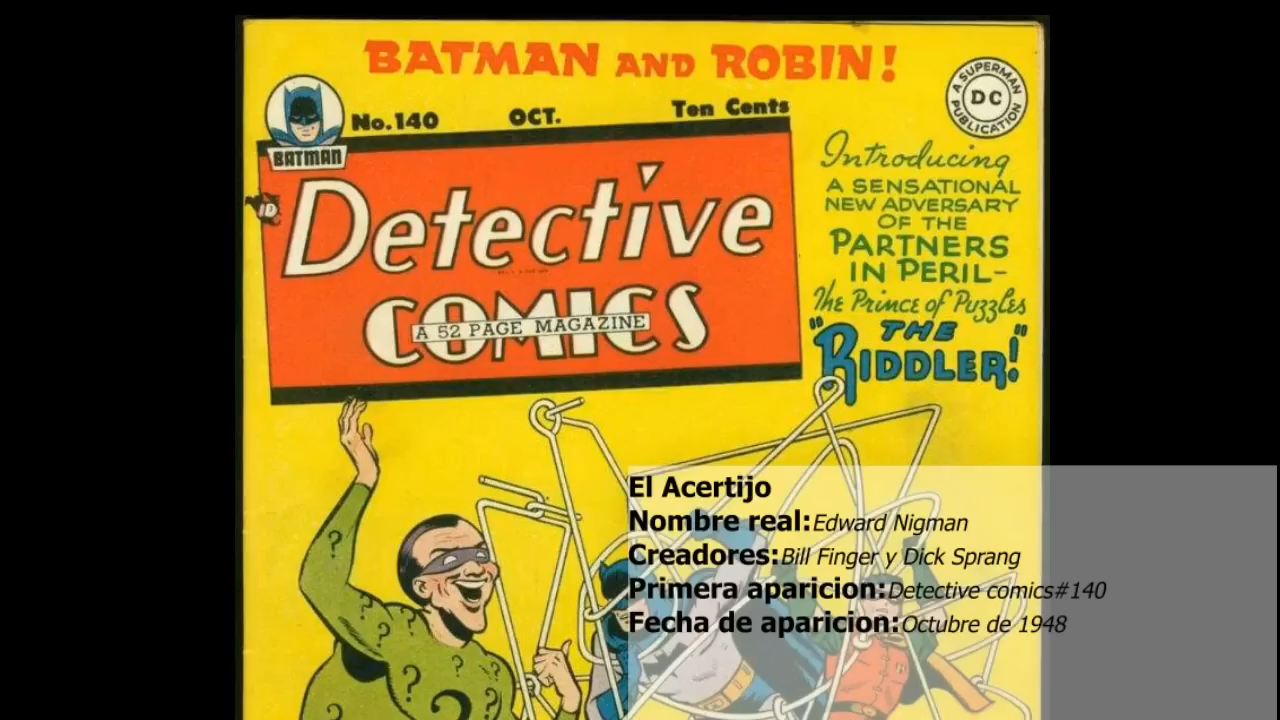 BATMAN AND ROBIN!
No.140 OCT. Ten Cents
A SUPERMAN PUBLICATION
DC
BATMAN
Detective
COMICS
A 52 PAGE MAGAZINE
Introducing
A SENSATIONAL
NEW ADVERSARY
OF THE
PARTNERS
IN PERIL-
The Prince of Puzzles
"THE
RIDDLER!"
El Acertijo
Nombre real:Edward Nigman
Creadores:Bill Finger y Dick Sprang
Primera aparicion:Detective comics#140
Fecha de aparicion:Octubre de 1948